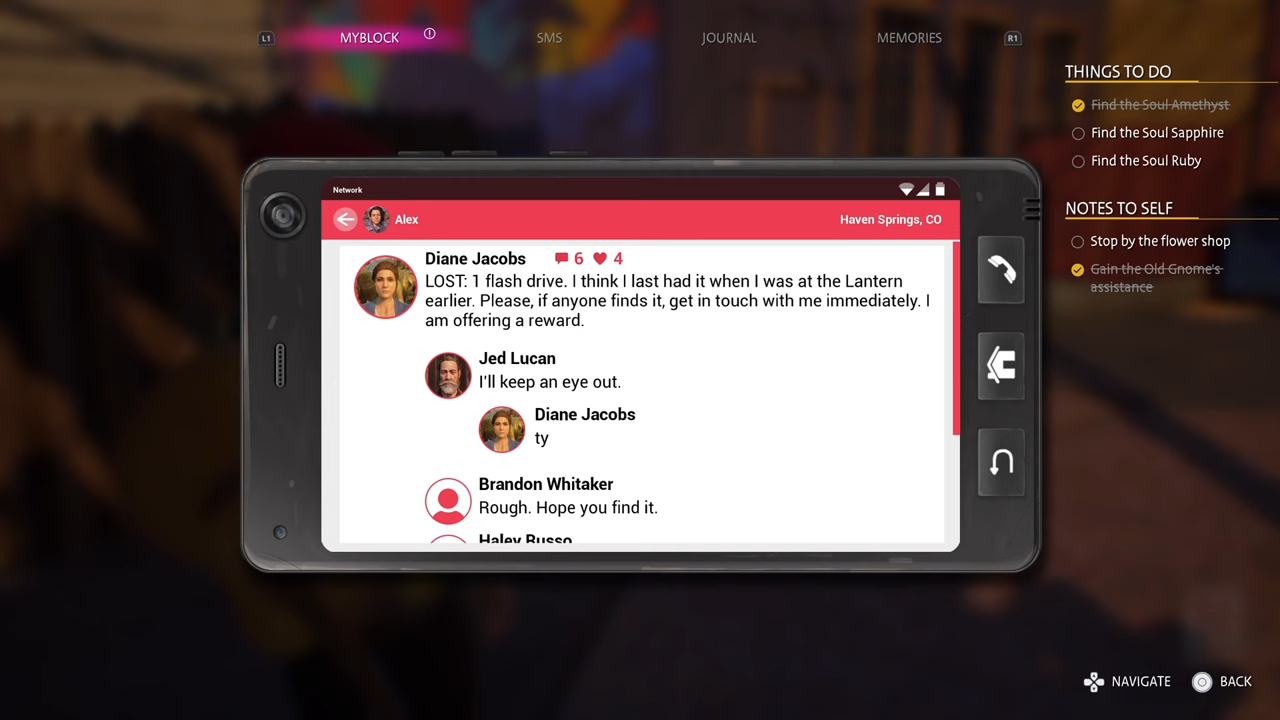 L1
MYBLOCK
SMS
JOURNAL
MEMORIES
R1
THINGS TO DO
Find the Soul Amethyst
Find the Soul Sapphire
Find the Soul Ruby
NOTES TO SELF
Stop by the flower shop
Gain the Old Gnome's
assistance
Network
Alex
Haven Springs, CO
Diane Jacobs 6 4
LOST: 1 flash drive. I think I last had it when I was at the Lantern
earlier. Please, if anyone finds it, get in touch with me immediately. I
am offering a reward.
Jed Lucan
I'll keep an eye out.
Diane Jacobs
ty
Brandon Whitaker
Rough. Hope you find it.
Haley Russo
NAVIGATE
BACK